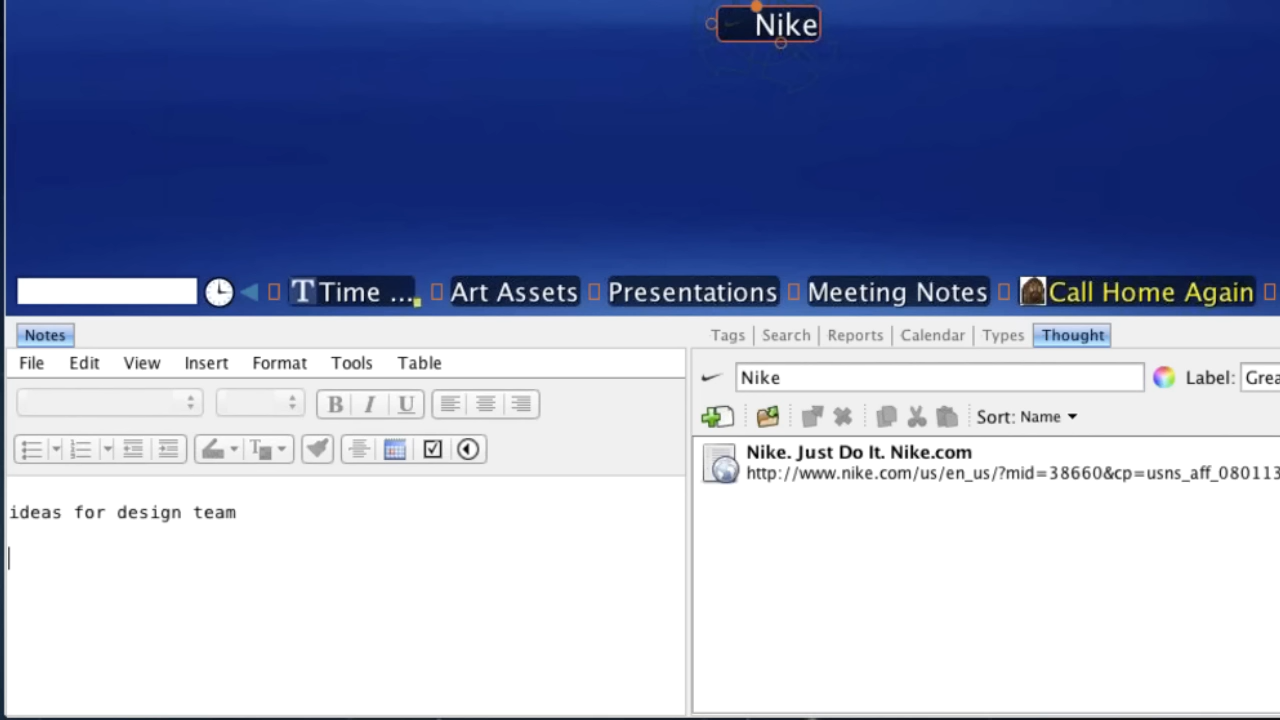 Nike
Time ... Art Assets Presentations Meeting Notes Call Home Again
Notes
Tags Search Reports Calendar Types Thought
File Edit View Insert Format Tools Table
Nike Label: Grea
B I U
Sort: Name
Nike. Just Do It. Nike.com
http://www.nike.com/us/en_us/?mid=38660&cp=usns_aff_080113
ideas for design team